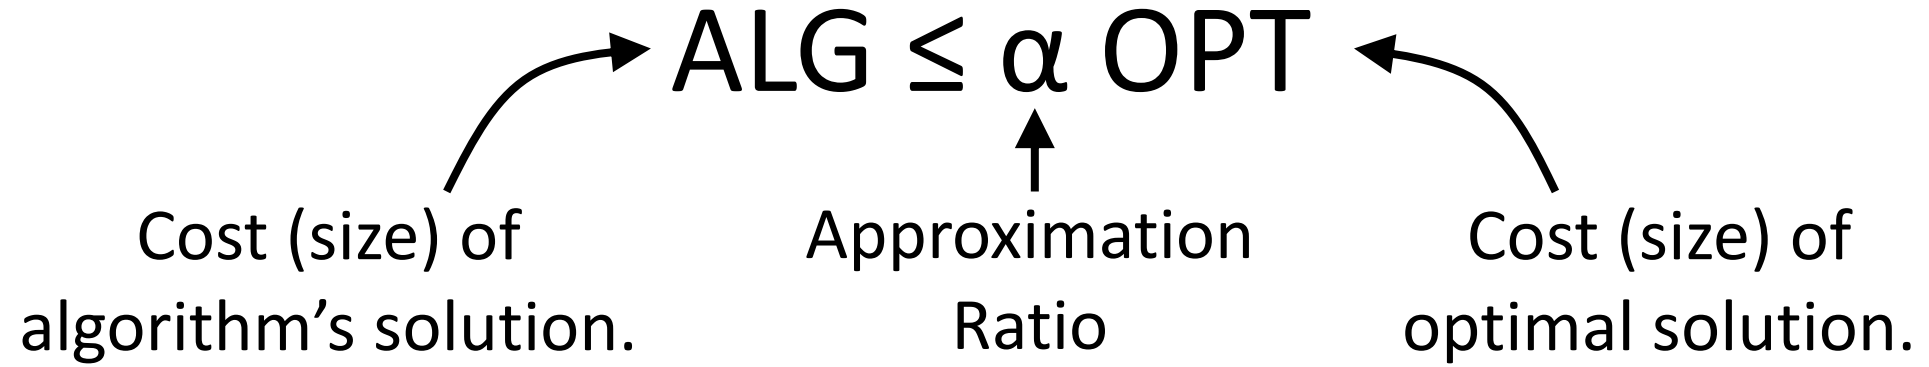 ALG ≤ α OPT
Cost (size) of
algorithm’s solution.
Approximation
Ratio
Cost (size) of
optimal solution.